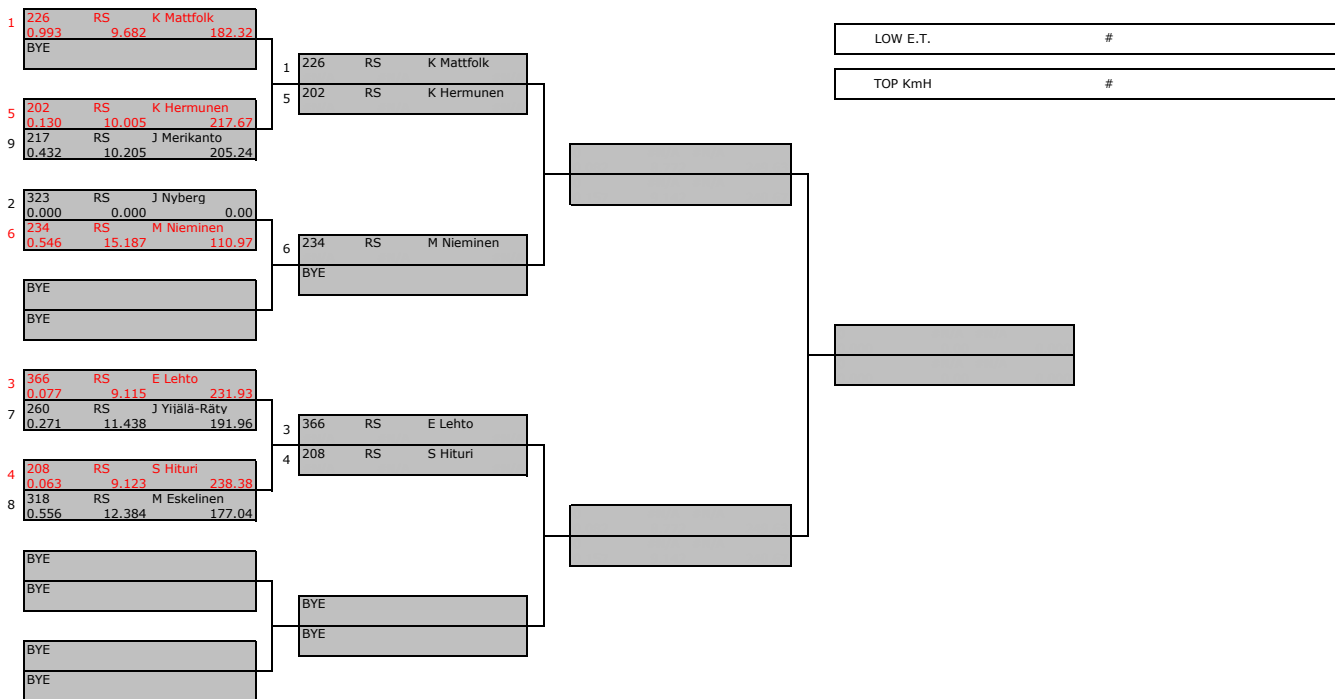 1 226 RS K Mattfolk
0.993 9.682 182.32
BYE
5 202 RS K Hermunen
0.130 10.005 217.67
9 217 RS J Merikanto
0.432 10.205 205.24
2 323 RS J Nyberg
0.000 0.000 0.00
6 234 RS M Nieminen
0.546 15.187 110.97
BYE
BYE
3 366 RS E Lehto
0.077 9.115 231.93
7 260 RS J Yijälä-Räty
0.271 11.438 191.96
4 208 RS S Hituri
0.063 9.123 238.38
8 318 RS M Eskelinen
0.556 12.384 177.04
BYE
BYE
BYE
BYE
1 226 RS K Mattfolk
5 202 RS K Hermunen
6 234 RS M Nieminen
BYE
3 366 RS E Lehto
4 208 RS S Hituri
BYE
BYE
LOW E.T. #
TOP KmH #